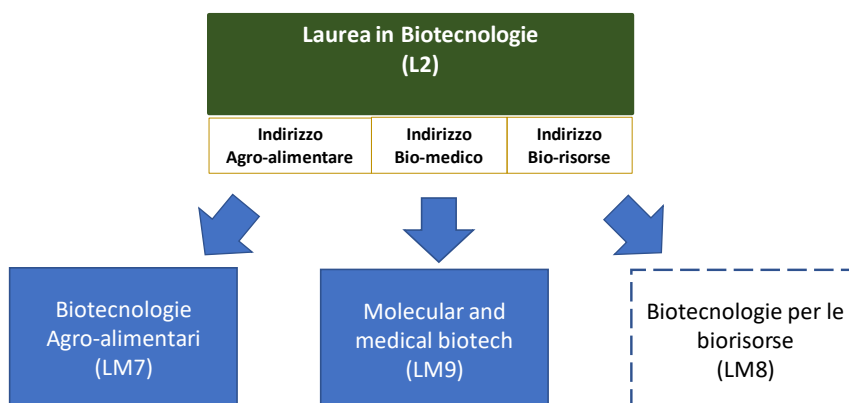 Laurea in Biotecnologie
(L2)
Indirizzo
Agro-alimentare
Indirizzo
Bio-medico
Indirizzo
Bio-risorse
Biotecnologie
Agro-alimentari
(LM7)
Molecular and
medical biotech
(LM9)
Biotecnologie per le
biorisorse
(LM8)